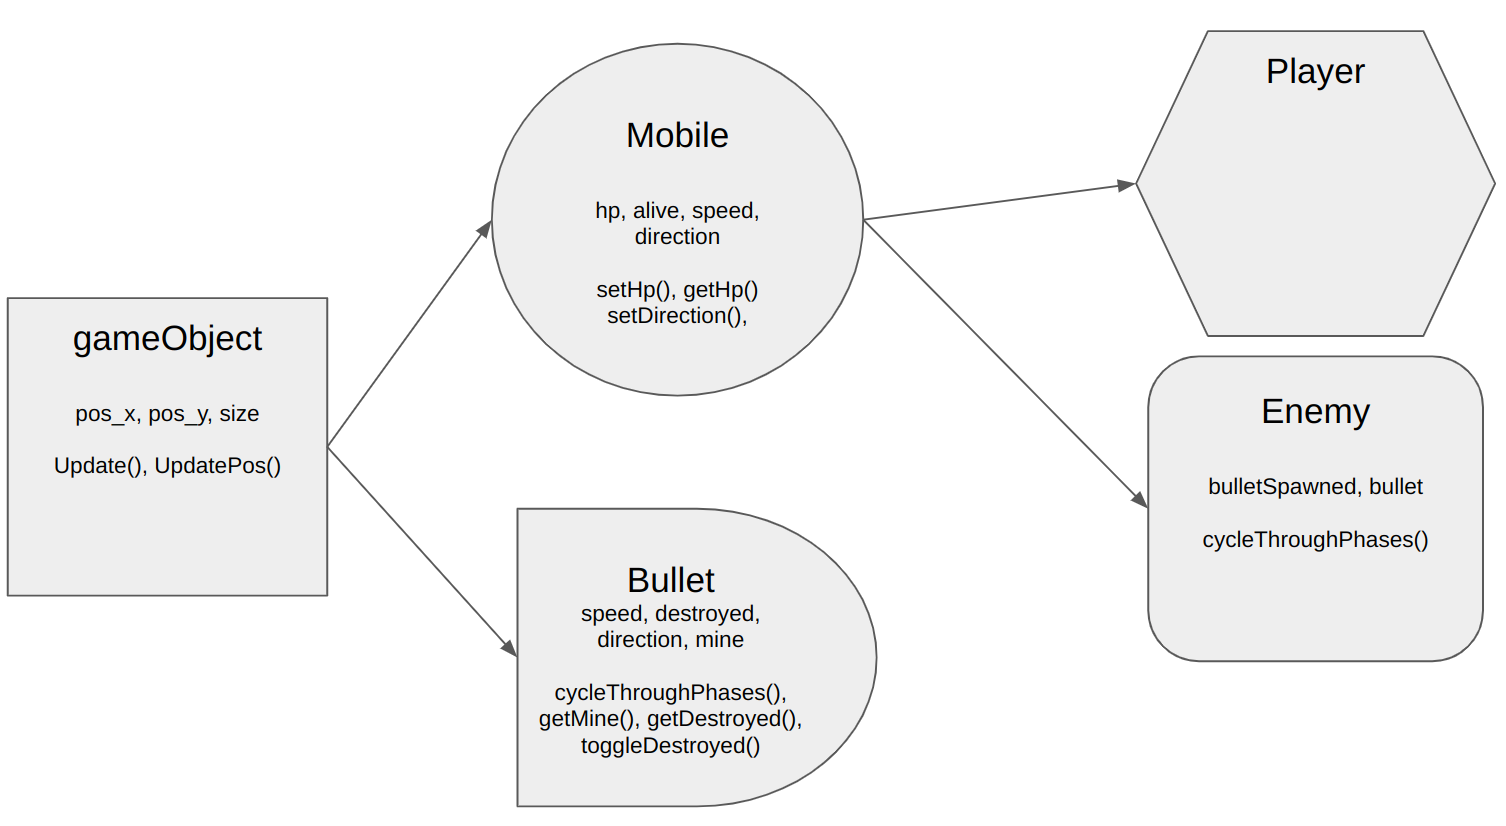 gameObject
pos_x, pos_y, size
Update(), UpdatePos()
Mobile
hp, alive, speed,
direction
setHp(), getHp()
setDirection(),
Bullet
speed, destroyed,
direction, mine
cycleThroughPhases(),
getMine(), getDestroyed(),
toggleDestroyed()
Player
Enemy
bulletSpawned, bullet
cycleThroughPhases()